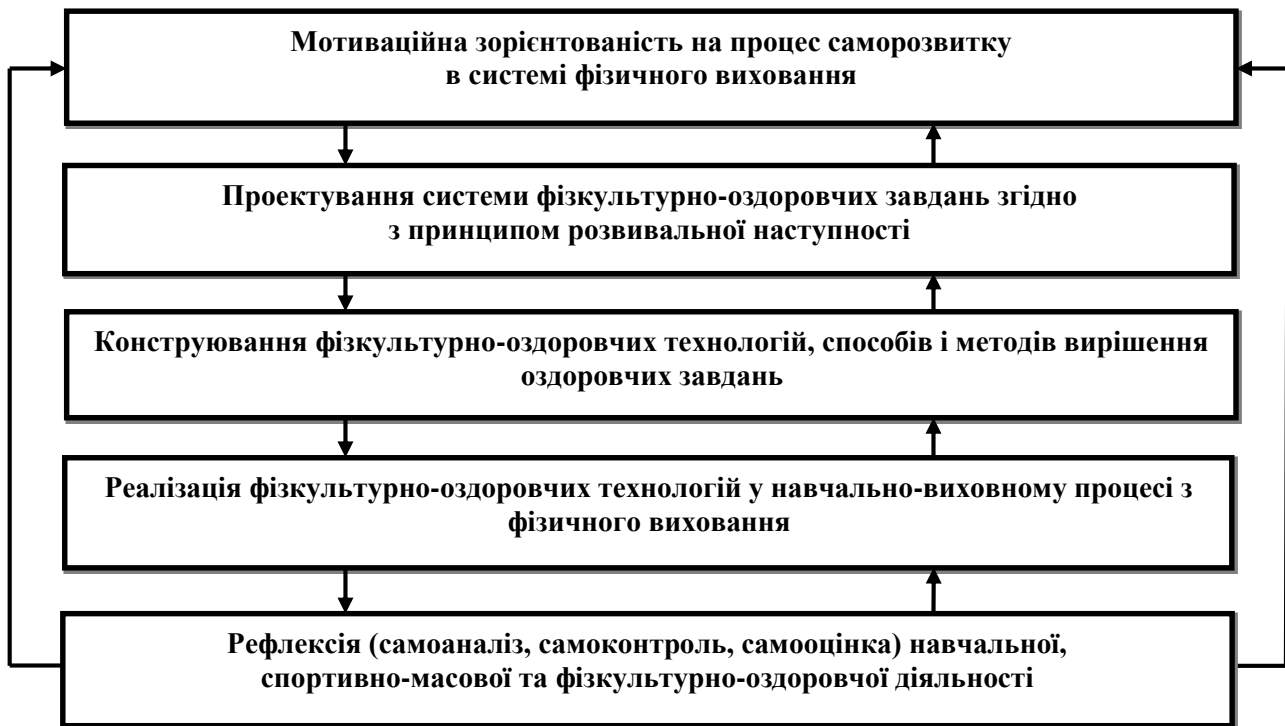 Мотиваційна зорієнтованість на процес саморозвитку
в системі фізичного виховання
Проектування системи фізкультурно-оздоровчих завдань згідно
з принципом розвивальної наступності
Конструювання фізкультурно-оздоровчих технологій, способів і методів вирішення
оздоровчих завдань
Реалізація фізкультурно-оздоровчих технологій у навчально-виховному процесі з
фізичного виховання
Рефлексія (самоаналіз, самоконтроль, самооцінка) навчальної,
спортивно-масової та фізкультурно-оздоровчої діяльності